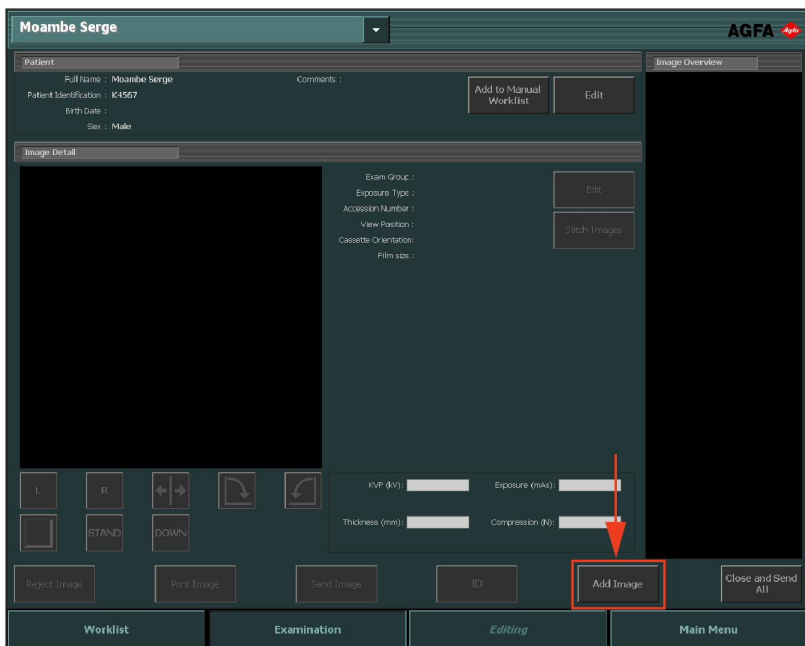 Moambe Serge
AGFA Agfa
Patient
Image Overview
Full Name : Moambe Serge
Comments :
Patient Identification : K4567
Birth Date :
Sex : Male
Add to Manual
Worklist
Edit
Image Detail
Exam Group :
Exposure Type :
Accession Number :
View Position :
Cassette Orientation:
Film size :
Edit
Stitch Images
L
R
STAND
DOWN
KVP (kV):
Exposure (mAs):
Thickness (mm):
Compression (N):
Reject Image
Print Image
Send Image
ID
Add Image
Close and Send
All
Worklist
Examination
Editing
Main Menu